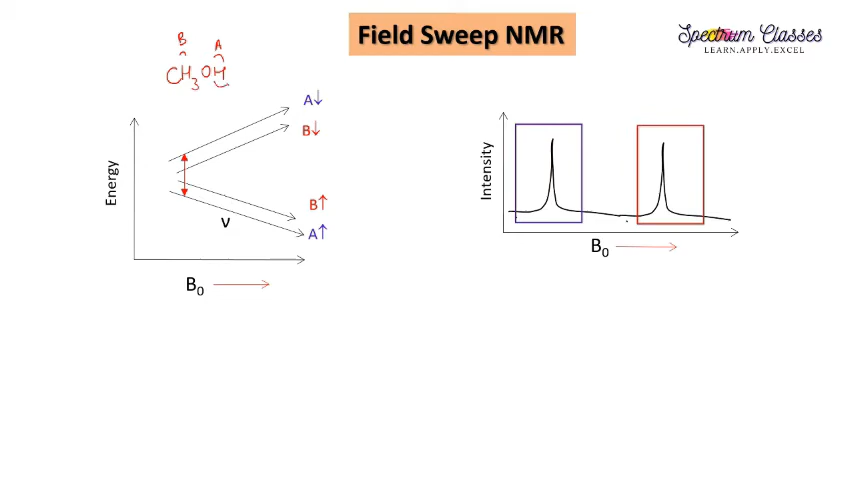 Field Sweep NMR
Spectrum Classes
LEARN.APPLY.EXCEL
B A
CH3OH
A↓
B↓
B↑
A↑
ν
Energy
B0
Intensity
B0